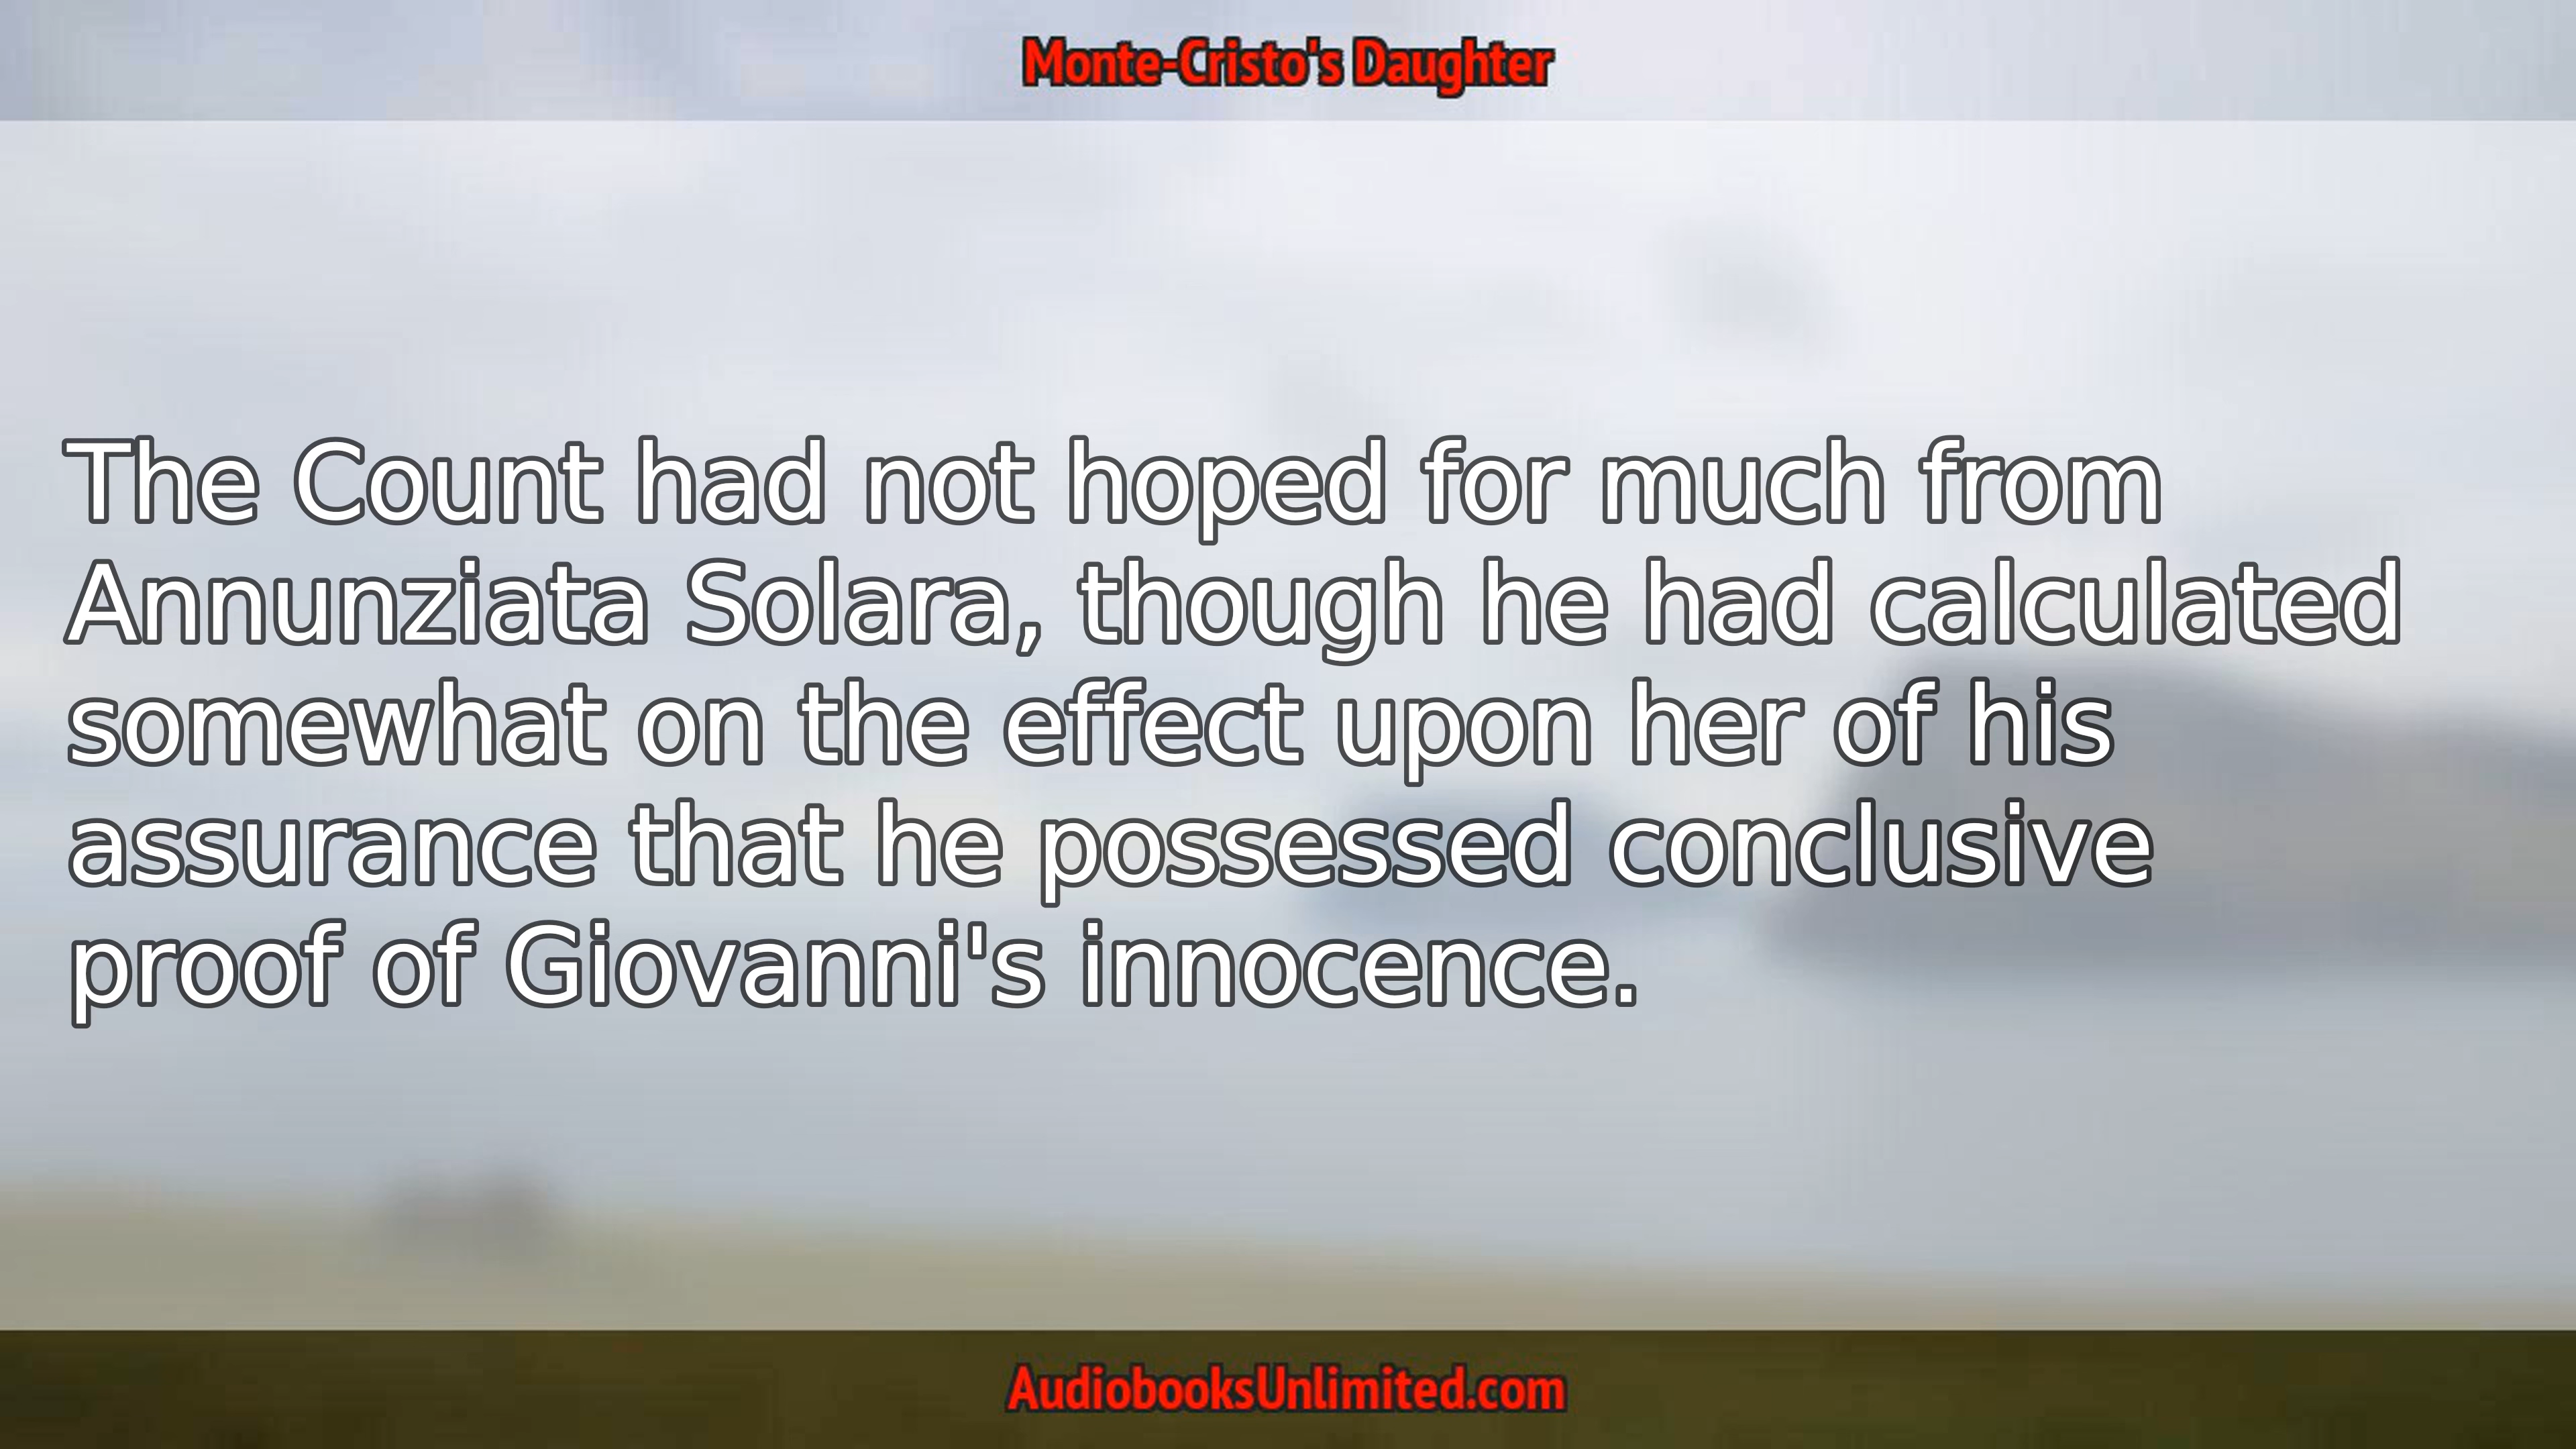 Monte-Cristo's Daughter
The Count had not hoped for much from
Annunziata Solara, though he had calculated
somewhat on the effect upon her of his
assurance that he possessed conclusive
proof of Giovanni's innocence.
AudiobooksUnlimited.com